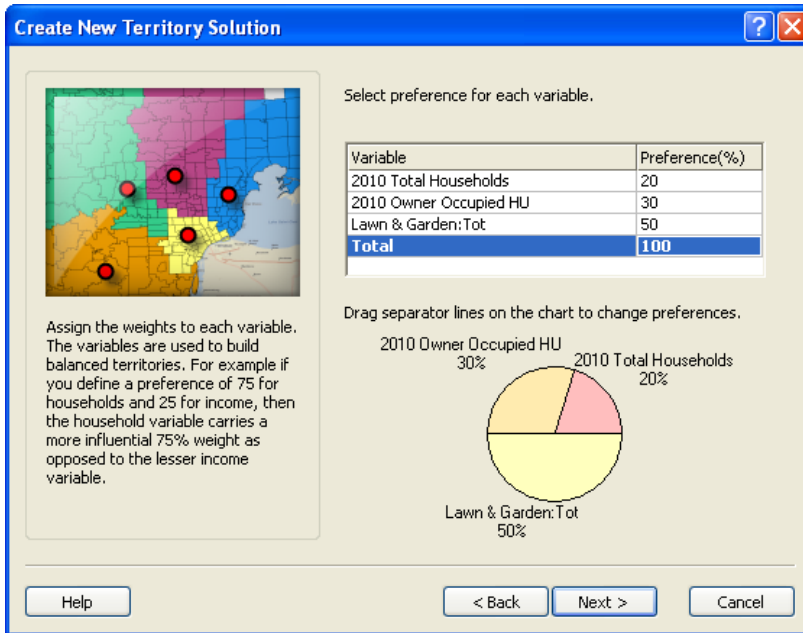 Create New Territory Solution
Select preference for each variable.
Variable Preference(%)
2010 Total Households 20
2010 Owner Occupied HU 30
Lawn & Garden:Tot 50
Total 100
Drag separator lines on the chart to change preferences.
Assign the weights to each variable.
The variables are used to build
balanced territories. For example if
you define a preference of 75 for
households and 25 for income, then
the household variable carries a
more influential 75% weight as
opposed to the lesser income
variable.
2010 Owner Occupied HU
30%
2010 Total Households
20%
Lawn & Garden:Tot
50%
Help
< Back
Next >
Cancel